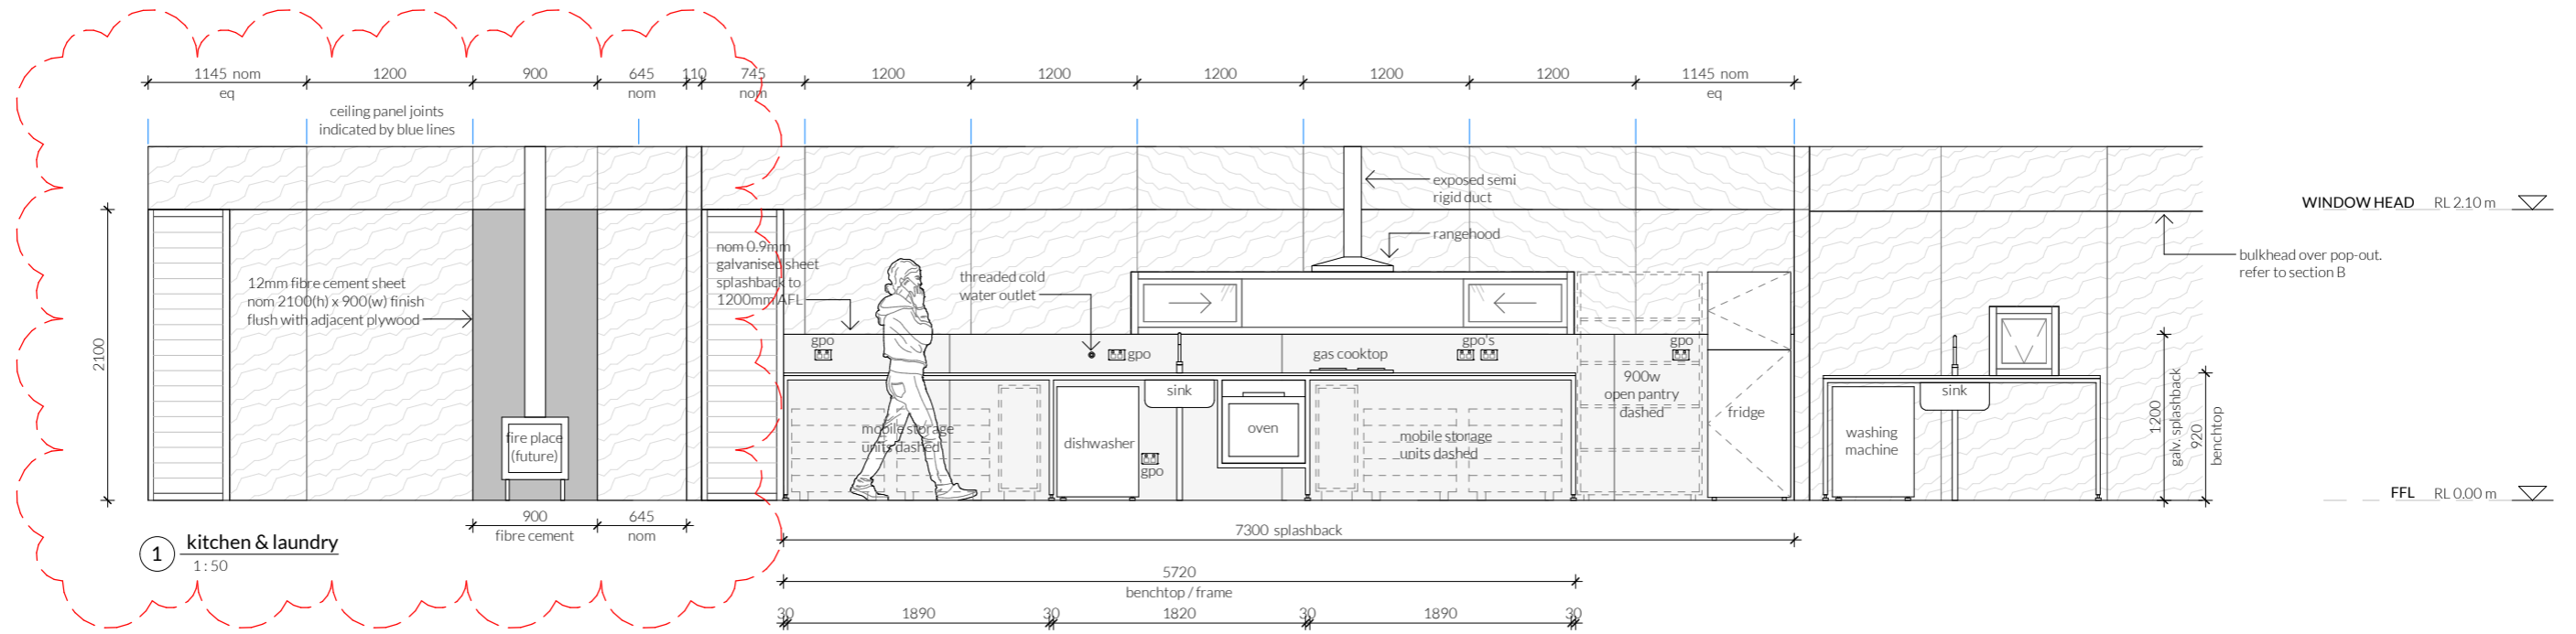 1145 nom
1200
900
645
110
745
1200
1200
1200
1200
1200
1145 nom
eq
nom
nom
eq
ceiling panel joints
indicated by blue lines
exposed semi
rigid duct
WINDOW HEAD RL 2.10 m
rangehood
nom 0.9mm
galvanised sheet
splashback to
1200mm AFL
bulkhead over pop-out.
refer to section B
threaded cold
water outlet
12mm fibre cement sheet
nom 2100(h) x 900(w) finish
flush with adjacent plywood
2100
gpo
gpo
gas cooktop
gpo's
gpo
900w
open pantry
dashed
fridge
sink
sink
fire place
(future)
mobile storage
units dashed
dishwasher
gpo
oven
mobile storage
units dashed
washing
machine
1200
galv. splashback
920
benchtop
FFL RL 0.00 m
900
fibre cement
645
nom
7300 splashback
1 kitchen & laundry
1 : 50
5720
benchtop / frame
30
1890
30
1820
30
1890
30